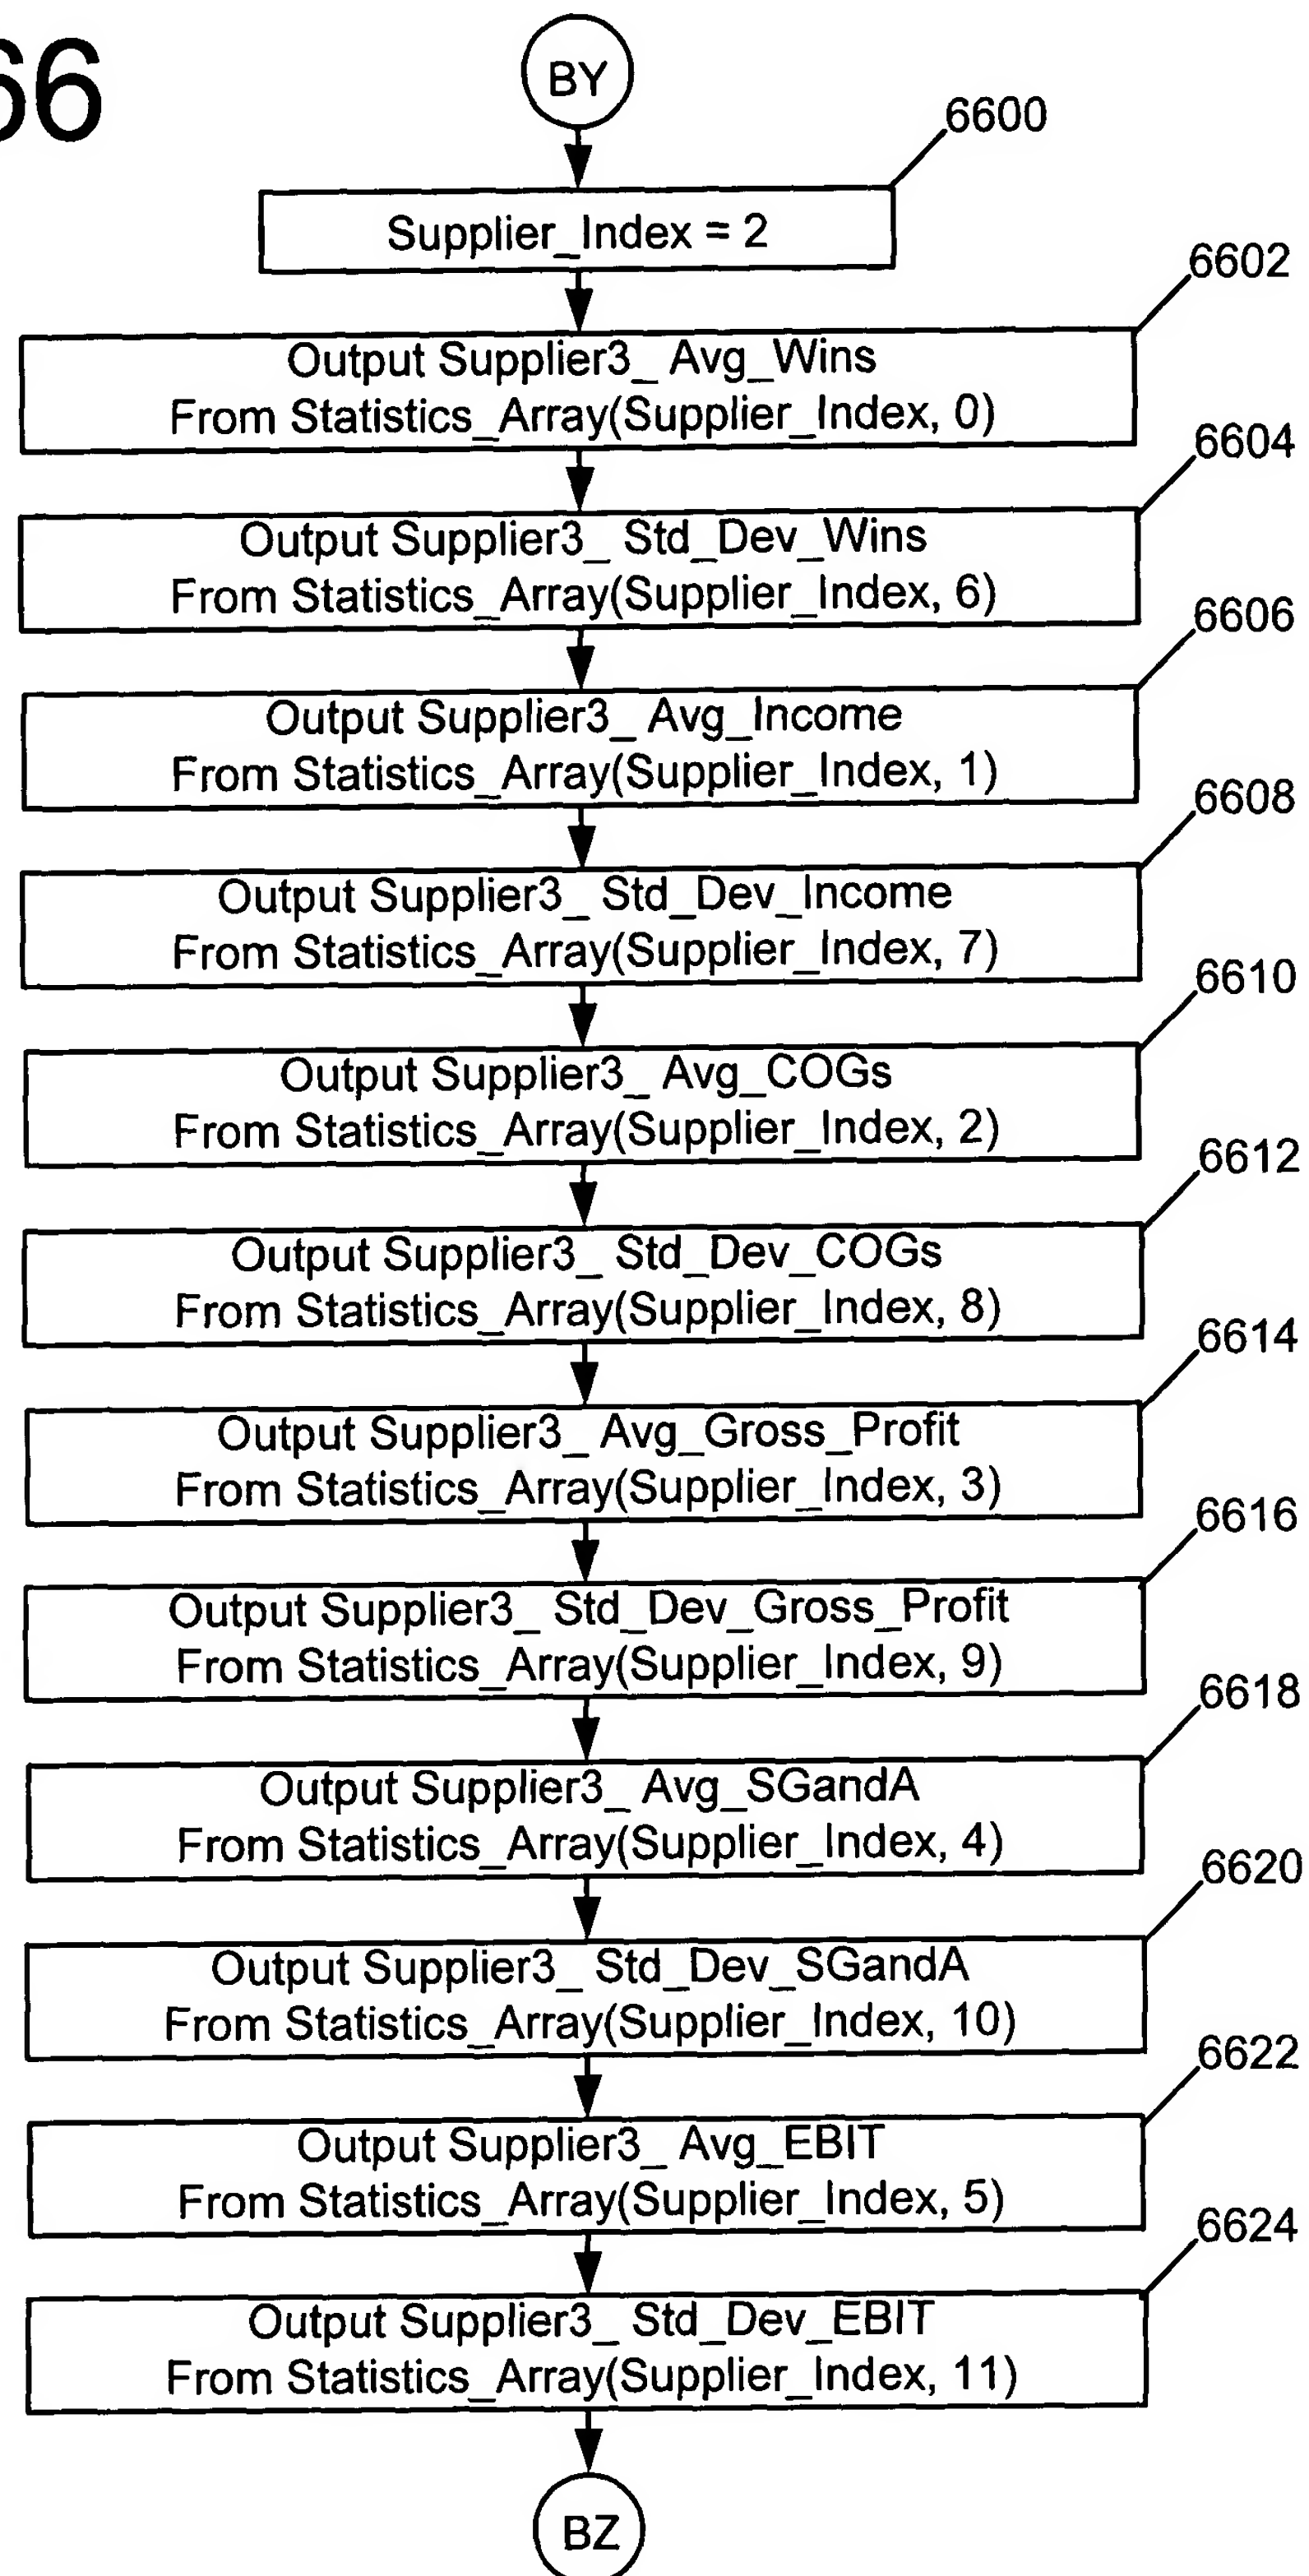 66
BY
6600
Supplier_Index = 2
6602
Output Supplier3_ Avg_Wins
From Statistics_Array(Supplier_Index, 0)
6604
Output Supplier3_ Std_Dev_Wins
From Statistics_Array(Supplier_Index, 6)
6606
Output Supplier3_ Avg_Income
From Statistics_Array(Supplier_Index, 1)
6608
Output Supplier3_ Std_Dev_Income
From Statistics_Array(Supplier_Index, 7)
6610
Output Supplier3_ Avg_COGs
From Statistics_Array(Supplier_Index, 2)
6612
Output Supplier3_ Std_Dev_COGs
From Statistics_Array(Supplier_Index, 8)
6614
Output Supplier3_ Avg_Gross_Profit
From Statistics_Array(Supplier_Index, 3)
6616
Output Supplier3_ Std_Dev_Gross_Profit
From Statistics_Array(Supplier_Index, 9)
6618
Output Supplier3_ Avg_SGandA
From Statistics_Array(Supplier_Index, 4)
6620
Output Supplier3_ Std_Dev_SGandA
From Statistics_Array(Supplier_Index, 10)
6622
Output Supplier3_ Avg_EBIT
From Statistics_Array(Supplier_Index, 5)
6624
Output Supplier3_ Std_Dev_EBIT
From Statistics_Array(Supplier_Index, 11)
BZ